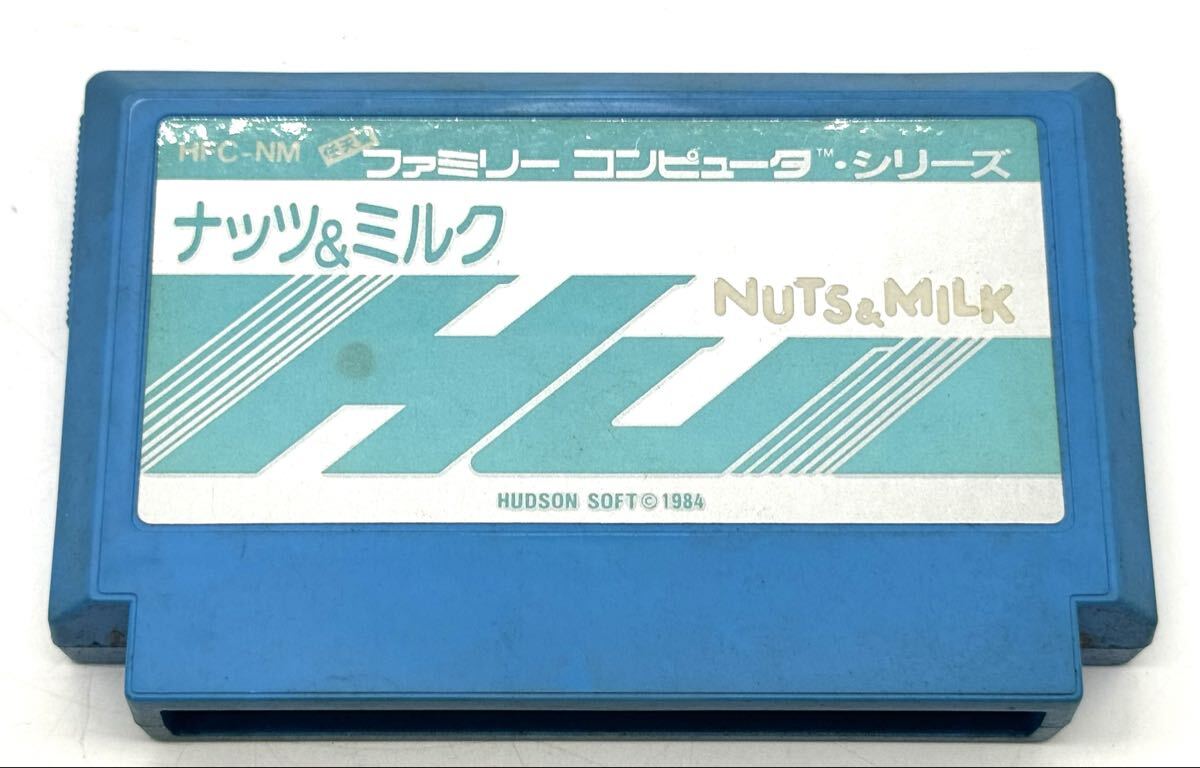 HFC-NM 任天堂 ファミリー コンピュータ™・シリーズ
ナッツ&ミルク
NUTS&MILK
HU
HUDSON SOFT©1984